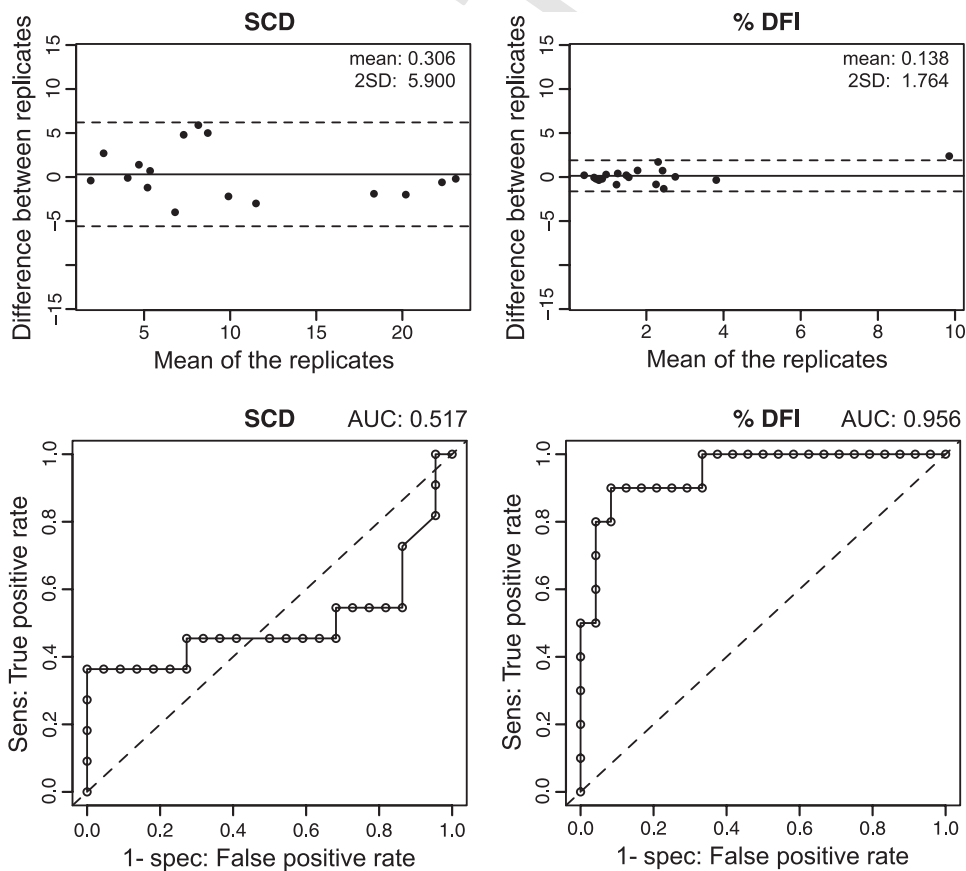 SCD
mean: 0.306
2SD: 5.900
Difference between replicates
15
10
5
0
−5
−15
5
10
15
20
Mean of the replicates
% DFI
mean: 0.138
2SD: 1.764
Difference between replicates
15
10
5
0
−5
−15
2
4
6
8
10
Mean of the replicates
SCD
AUC: 0.517
Sens: True positive rate
1.0
0.8
0.6
0.4
0.2
0.0
0.0
0.2
0.4
0.6
0.8
1.0
1- spec: False positive rate
% DFI
AUC: 0.956
Sens: True positive rate
1.0
0.8
0.6
0.4
0.2
0.0
0.0
0.2
0.4
0.6
0.8
1.0
1- spec: False positive rate